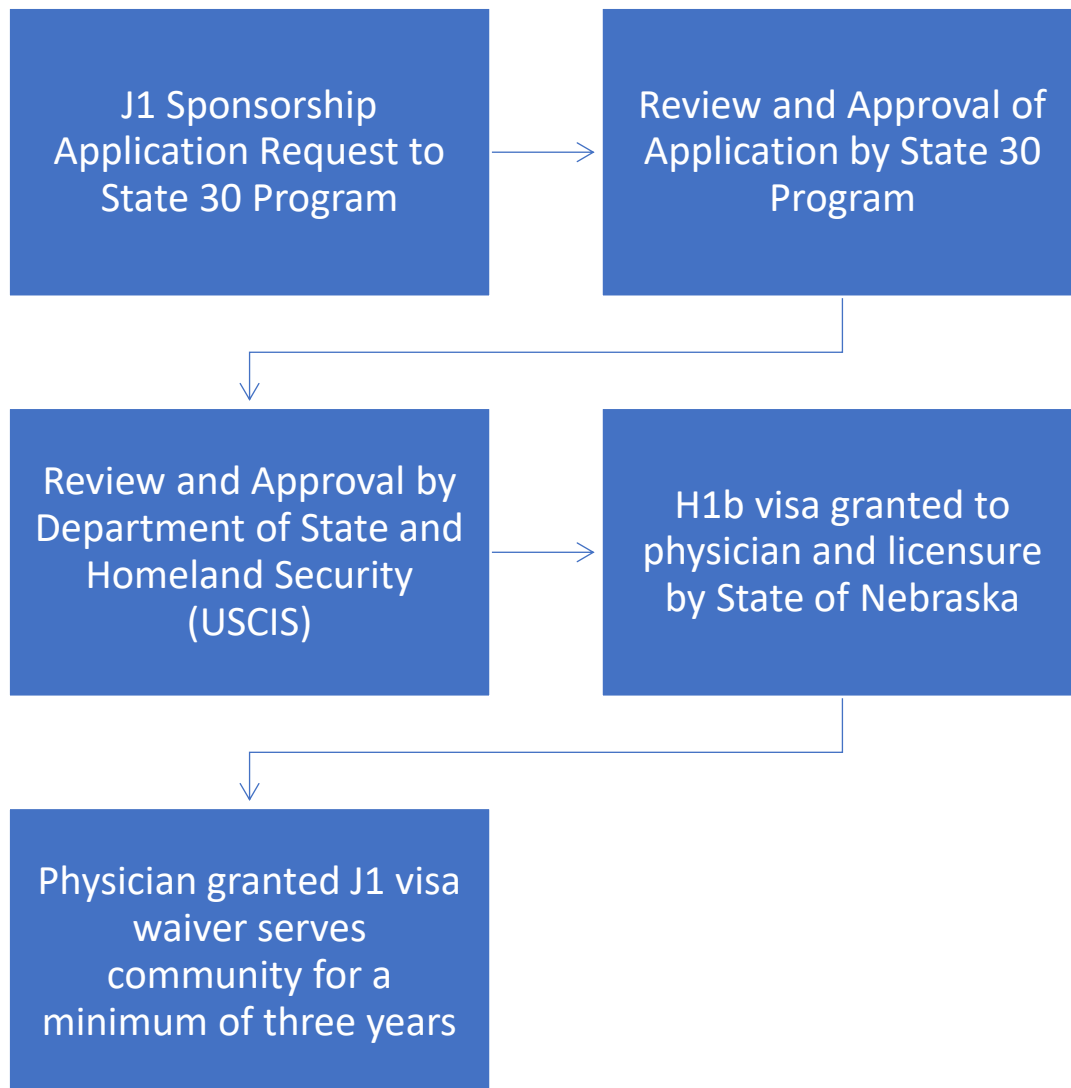 J1 Sponsorship
Application Request to
State 30 Program
Review and Approval of
Application by State 30
Program
Review and Approval by
Department of State and
Homeland Security
(USCIS)
H1b visa granted to
physician and licensure
by State of Nebraska
Physician granted J1 visa
waiver serves
community for a
minimum of three years